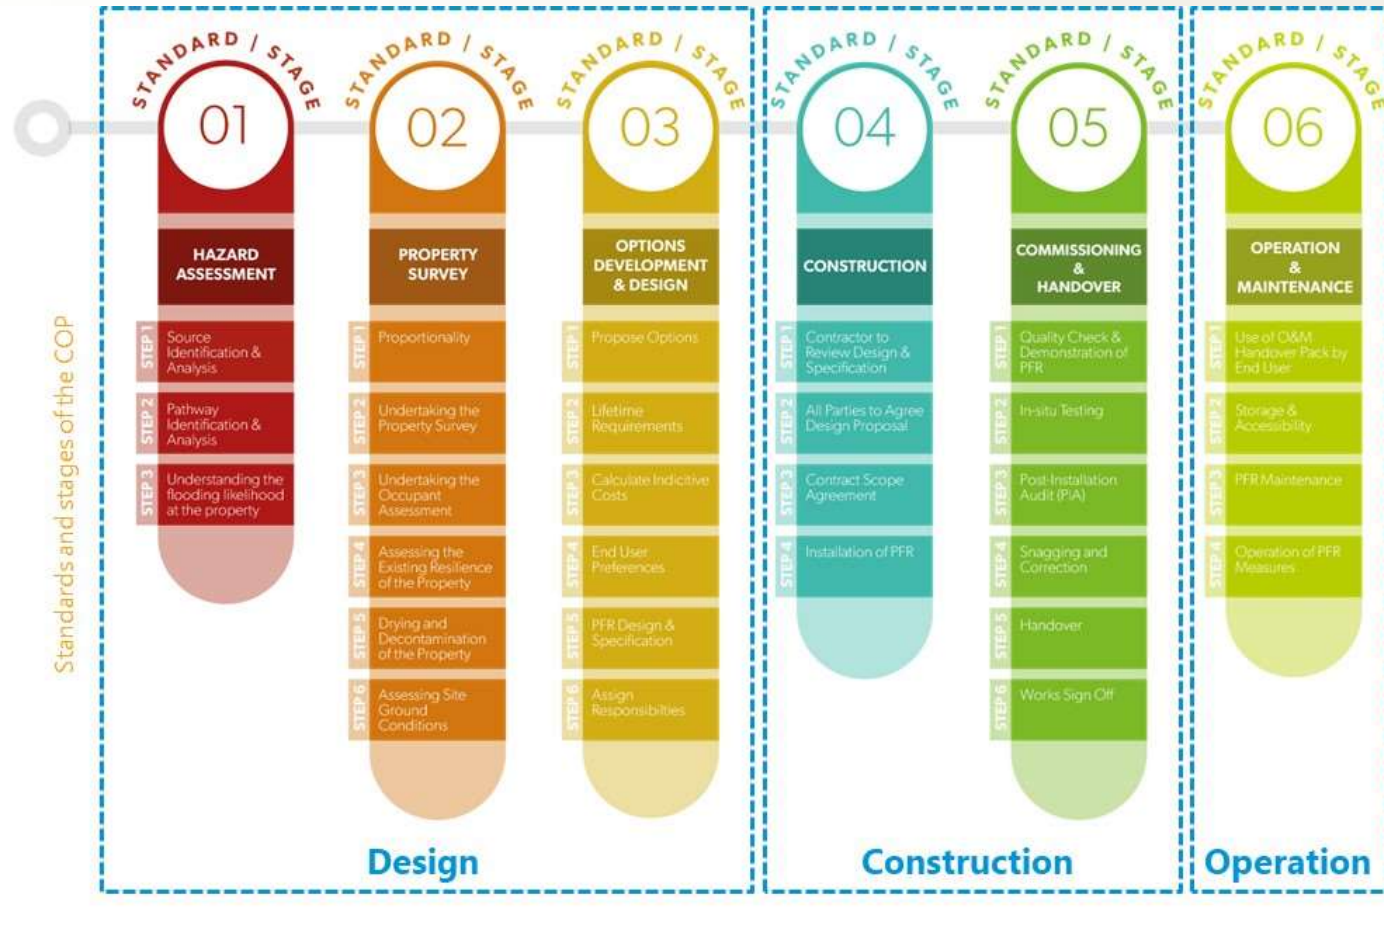 Standards and stages of the COP
STANDARD / STAGE
01
HAZARD
ASSESSMENT
STEP 1
Source
Identification &
Analysis
STEP 2
Pathway
Identification &
Analysis
STEP 3
Understanding the
flooding likelihood
at the property
STANDARD / STAGE
02
PROPERTY
SURVEY
STEP 1
Proportionality
STEP 2
Undertaking the
Property Survey
STEP 3
Undertaking the
Occupant
Assessment
STEP 4
Assessing the
Existing Resilience
of the Property
STEP 5
Drying and
Decontamination
of the Property
STEP 6
Assessing Site
Ground
Conditions
STANDARD / STAGE
03
OPTIONS
DEVELOPMENT
& DESIGN
STEP 1
Propose Options
STEP 2
Lifetime
Requirements
STEP 3
Calculate Indicitive
Costs
STEP 4
End User
Preferences
STEP 5
PFR Design &
Specification
STEP 6
Assign
Responsibilties
Design
STANDARD / STAGE
04
CONSTRUCTION
STEP 1
Contractor to
Review Design &
Specification
STEP 2
All Parties to Agree
Design Proposal
STEP 3
Contract Scope
Agreement
STEP 4
Installation of PFR
STANDARD / STAGE
05
COMMISSIONING
&
HANDOVER
STEP 1
Quality Check &
Demonstration of
PFR
STEP 2
In-situ Testing
STEP 3
Post-Installation
Audit (PIA)
STEP 4
Snagging and
Correction
STEP 5
Handover
STEP 6
Works Sign Off
Construction
STANDARD / STAGE
06
OPERATION
&
MAINTENANCE
STEP 1
Use of O&M
Handover Pack by
End User
STEP 2
Storage &
Accessibility
STEP 3
PFR Maintenance
STEP 4
Operation of PFR
Measures
Operation